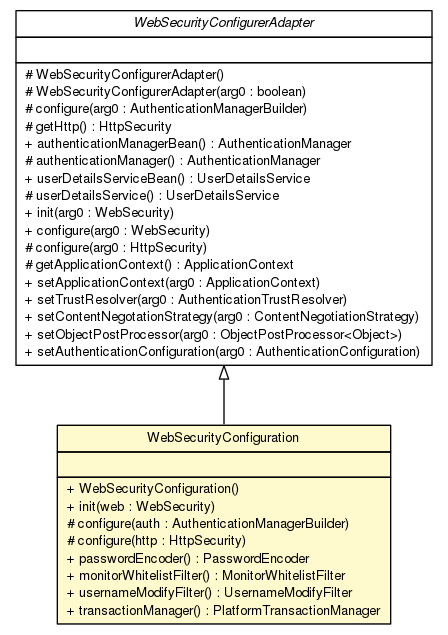 WebSecurityConfigurerAdapter
# WebSecurityConfigurerAdapter()
# WebSecurityConfigurerAdapter(arg0 : boolean)
# configure(arg0 : AuthenticationManagerBuilder)
# getHttp() : HttpSecurity
+ authenticationManagerBean() : AuthenticationManager
# authenticationManager() : AuthenticationManager
+ userDetailsServiceBean() : UserDetailsService
# userDetailsService() : UserDetailsService
+ init(arg0 : WebSecurity)
+ configure(arg0 : WebSecurity)
# configure(arg0 : HttpSecurity)
# getApplicationContext() : ApplicationContext
+ setApplicationContext(arg0 : ApplicationContext)
+ setTrustResolver(arg0 : AuthenticationTrustResolver)
+ setContentNegotationStrategy(arg0 : ContentNegotiationStrategy)
+ setObjectPostProcessor(arg0 : ObjectPostProcessor<Object>)
+ setAuthenticationConfiguration(arg0 : AuthenticationConfiguration)
WebSecurityConfiguration
+ WebSecurityConfiguration()
+ init(web : WebSecurity)
# configure(auth : AuthenticationManagerBuilder)
# configure(http : HttpSecurity)
+ passwordEncoder() : PasswordEncoder
+ monitorWhitelistFilter() : MonitorWhitelistFilter
+ usernameModifyFilter() : UsernameModifyFilter
+ transactionManager() : PlatformTransactionManager